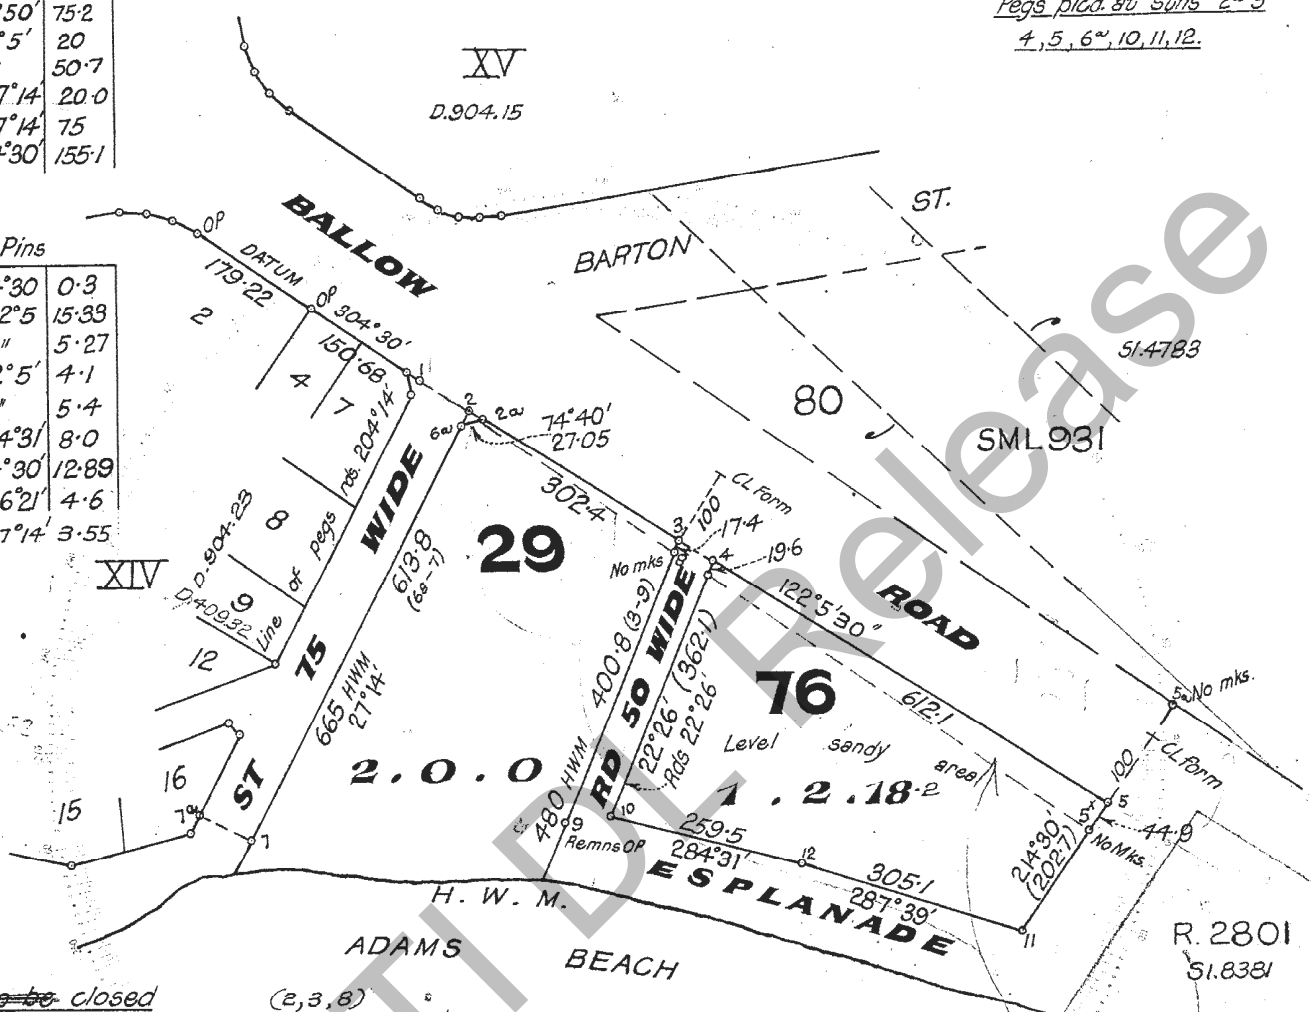 50' 75·2
5' 20
50·7
7°14' 20·0
7°14' 75
°30' 155·1
Pegs plcd. at Stns 2ª 3
4, 5, 6ª, 10, 11, 12.
XV
D.904.15
Pins
°30 0·3
2°5 15·33
" 5·27
2°5' 4·1
" 5·4
4°31' 8·0
°30' 12·89
6°21' 4·6
7°14' 3·55
BALLOW
ROAD
BARTON
ST.
OP
DATUM
179·22
OP
304°30'
150·68
2
4
7
8
9
12
16
15
1
2
2ª
6ª
74°40'
27·05
302·4
3
100
CL Form
17·4
4
19·6
No mks
122°5'30"
612·1
80
S1.4783
SML.931
29
2.0.0
76
1.2.18·2
Level sandy area
Line of pegs rds. 204°14'
D.D.904.23
D.409.32
XIV
75 WIDE
ST
613·8
(6a-7)
665 HWM
27°14'
400·8 (3-9)
480 HWM
RD 50 WIDE
22°26' (362·1)
Rds 22°26'
5ª No mks.
100
CL Form
5
5x
44·9
No Mks.
214°30'
(202·7)
7ª
7
9
10
Remns OP
259·5
284°31'
12
305·1
287°39'
11
ESPLANADE
H. W. M.
ADAMS BEACH
R. 2801
S1.8381
be closed
(2,3,8)
TI DL Release